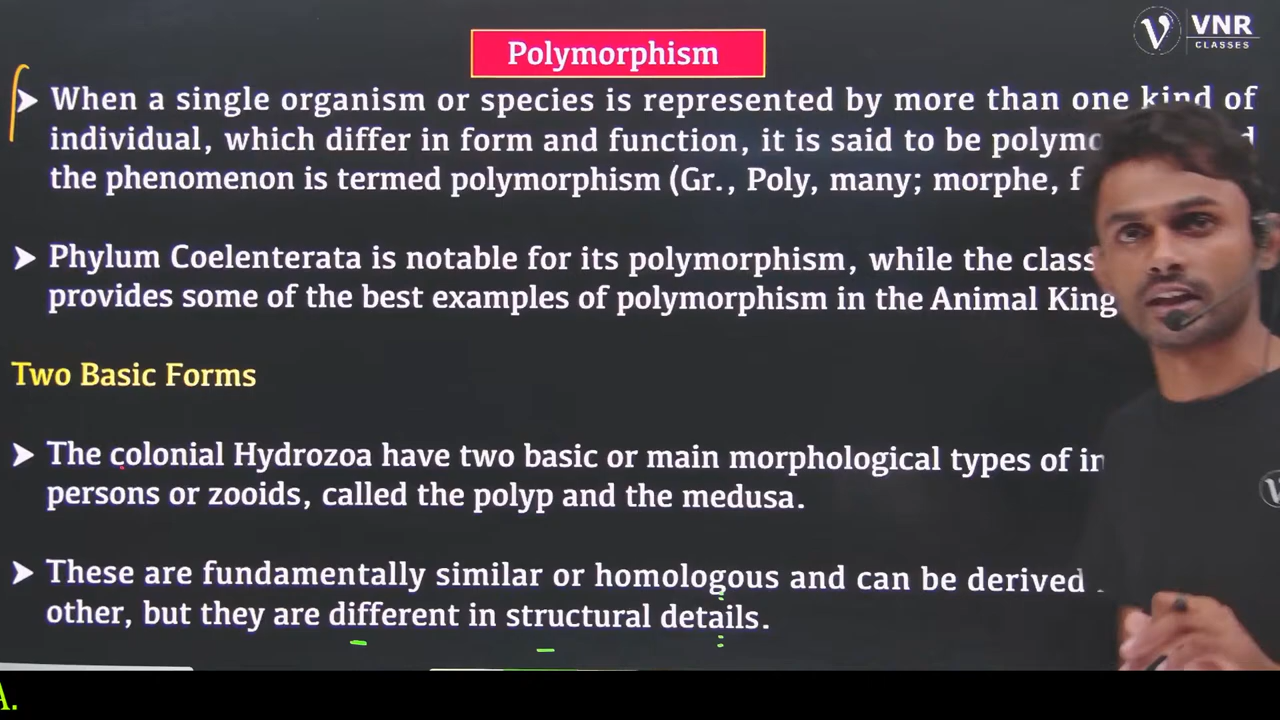 VNR
CLASSES
Polymorphism
➤ When a single organism or species is represented by more than one kind of
individual, which differ in form and function, it is said to be
the phenomenon is termed polymorphism (Gr., Poly, many; morphe,
➤ Phylum Coelenterata is notable for its polymorphism, while the class
provides some of the best examples of polymorphism in the Animal
Two Basic Forms
➤ The colonial Hydrozoa have two basic or main morphological types of
persons or zooids, called the polyp and the medusa.
➤ These are fundamentally similar or homologous and can be derived
other, but they are different in structural details.
A.